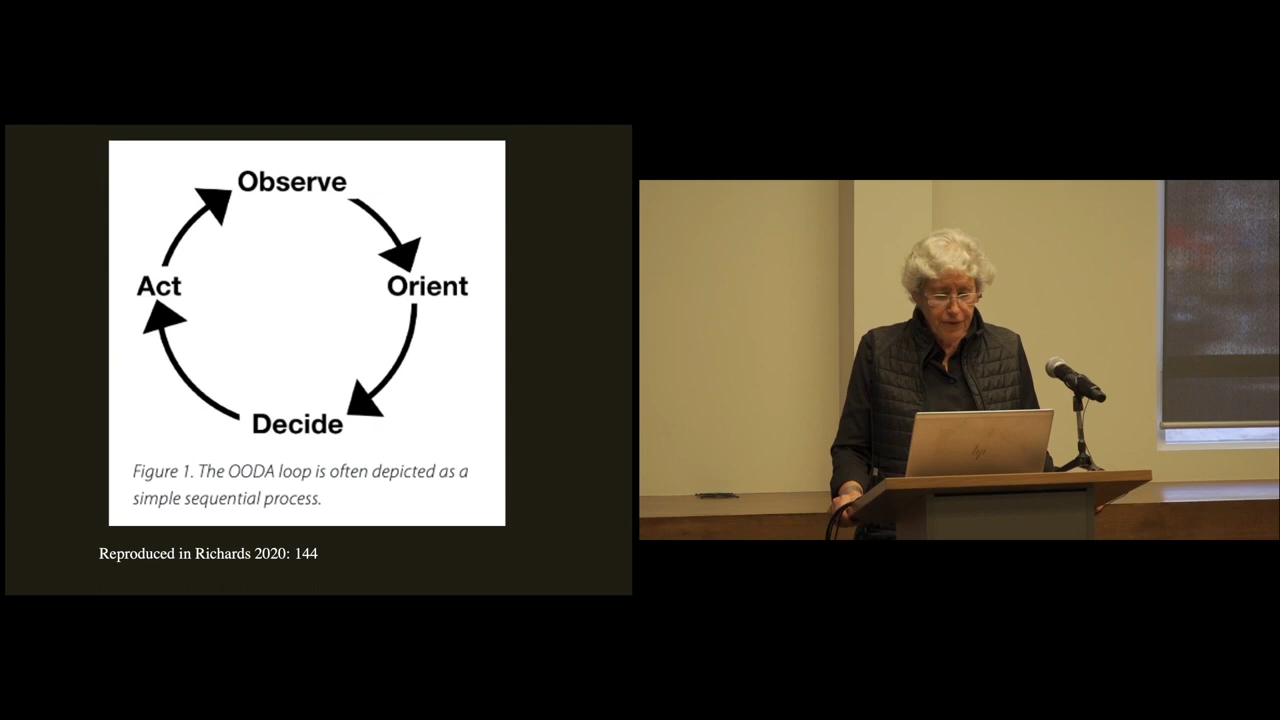 Observe
Orient
Decide
Act
Figure 1. The OODA loop is often depicted as a
simple sequential process.
Reproduced in Richards 2020: 144
hp